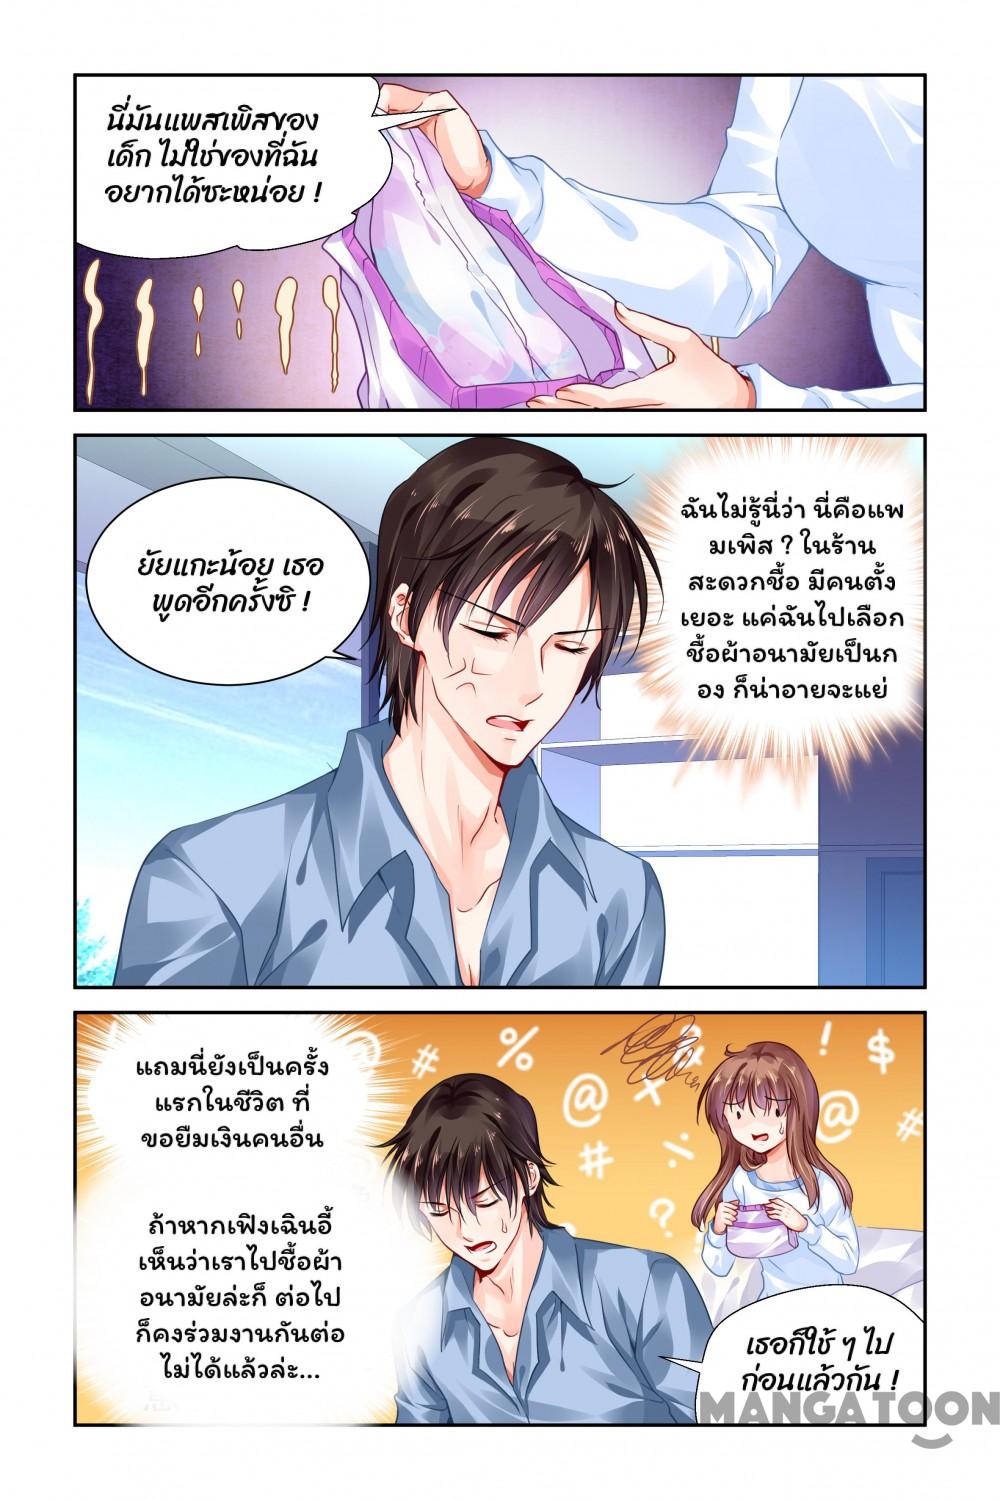 นี่มันแพสเพิสของ
เด็ก ไม่ใช่ของที่ฉัน
อยากได้ซะหน่อย !
ยัยแกะน้อย เธอ
พูดอีกครั้งซิ !
ฉันไม่รู้นี่ว่า นี่คือแพ
มเพิส ? ในร้าน
สะดวกซื้อ มีคนตั้ง
เยอะ แค่ฉันไปเลือก
ซื้อผ้าอนามัยเป็นก
อง ก็น่าอายจะแย่
แถมนี่ยังเป็นครั้ง
แรกในชีวิต ที่
ขอยืมเงินคนอื่น
ถ้าหากเฟิงเฉินอี้
เห็นว่าเราไปซื้อผ้า
อนามัยล่ะก็ ต่อไป
ก็คงร่วมงานกันต่อ
ไม่ได้แล้วล่ะ...
# % @ # @ x & ÷ ? ! $ @ #
เธอก็ใช้ ๆ ไป
ก่อนแล้วกัน !
MANGATOON